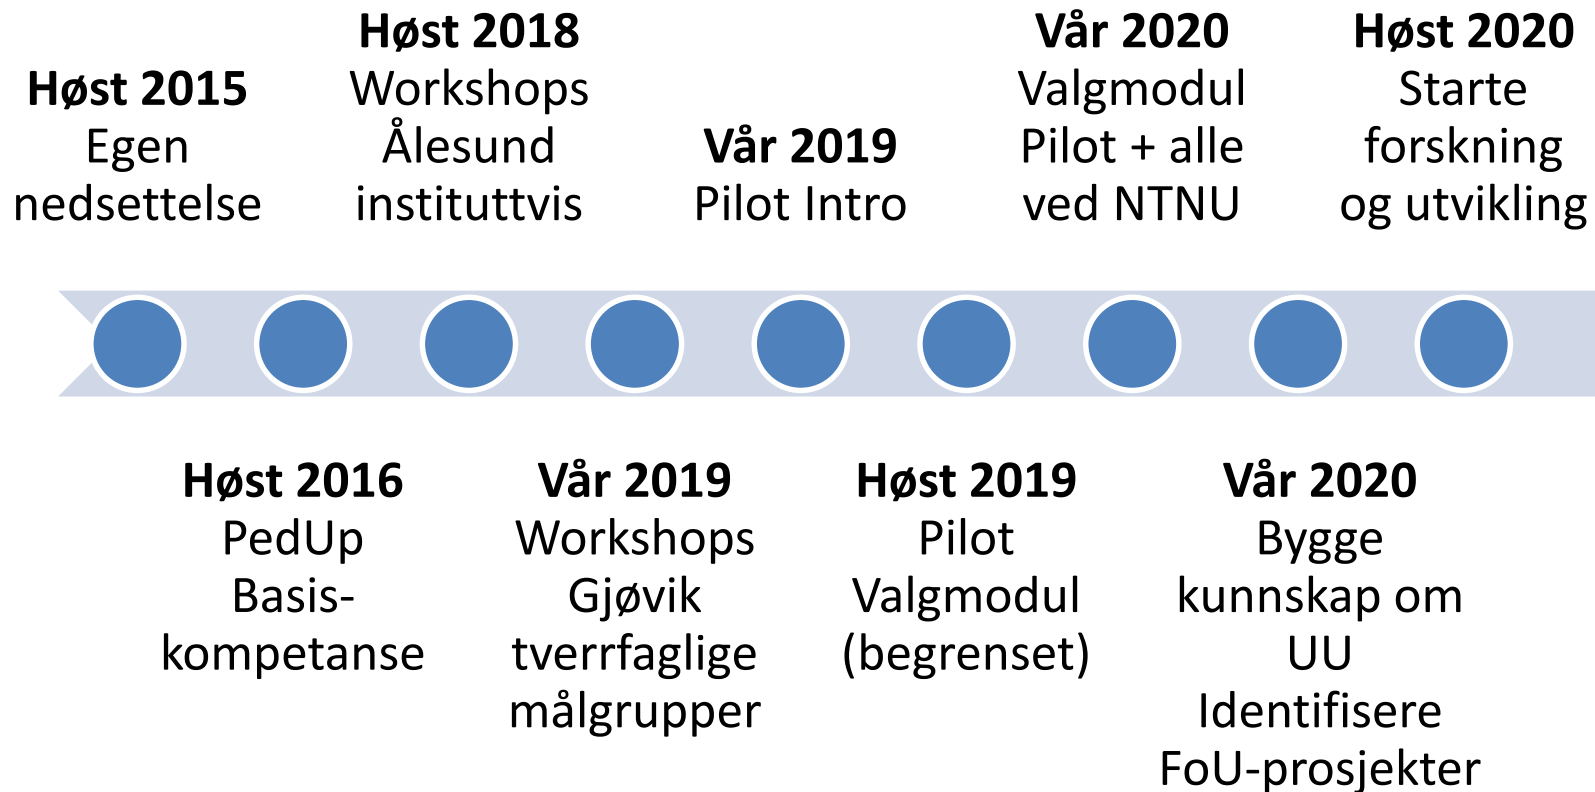 Høst 2015
Egen
nedsettelse
Høst 2018
Workshops
Ålesund
instituttvis
Vår 2019
Pilot Intro
Vår 2020
Valgmodul
Pilot + alle
ved NTNU
Høst 2020
Starte
forskning
og utvikling
Høst 2016
PedUp
Basis-
kompetanse
Vår 2019
Workshops
Gjøvik
tverrfaglige
målgrupper
Høst 2019
Pilot
Valgmodul
(begrenset)
Vår 2020
Bygge
kunnskap om
UU
Identifisere
FoU-prosjekter